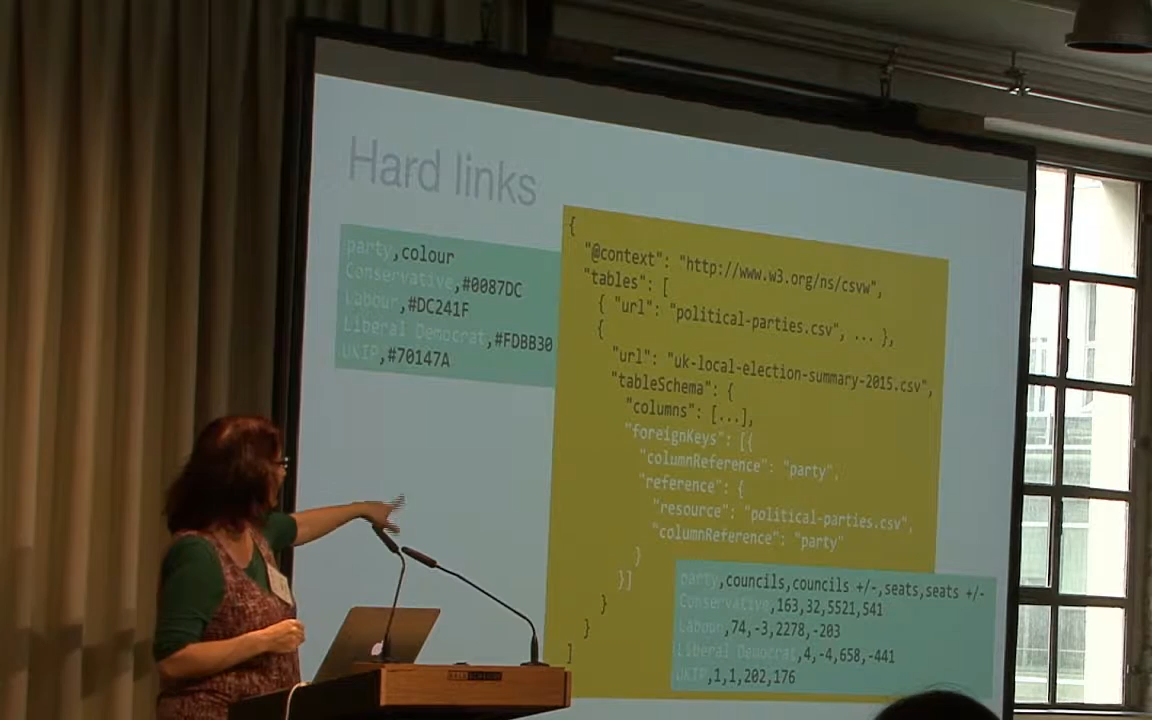 Hard links
party,colour
Conservative,#0087DC
Labour,#DC241F
Liberal Democrat,#FDBB30
UKIP,#70147A
{
"@context": "http://www.w3.org/ns/csvw",
"tables": [
{ "url": "political-parties.csv", ... },
{
"url": "uk-local-election-summary-2015.csv",
"tableSchema": {
"columns": [...],
"foreignKeys": [{
"columnReference": "party",
"reference": {
"resource": "political-parties.csv",
"columnReference": "party"
}
}]
}
}
]
party,councils,councils +/-,seats,seats +/-
Conservative,163,32,5521,541
Labour,74,-3,2278,-203
Liberal Democrat,4,-4,658,-441
UKIP,1,1,202,176